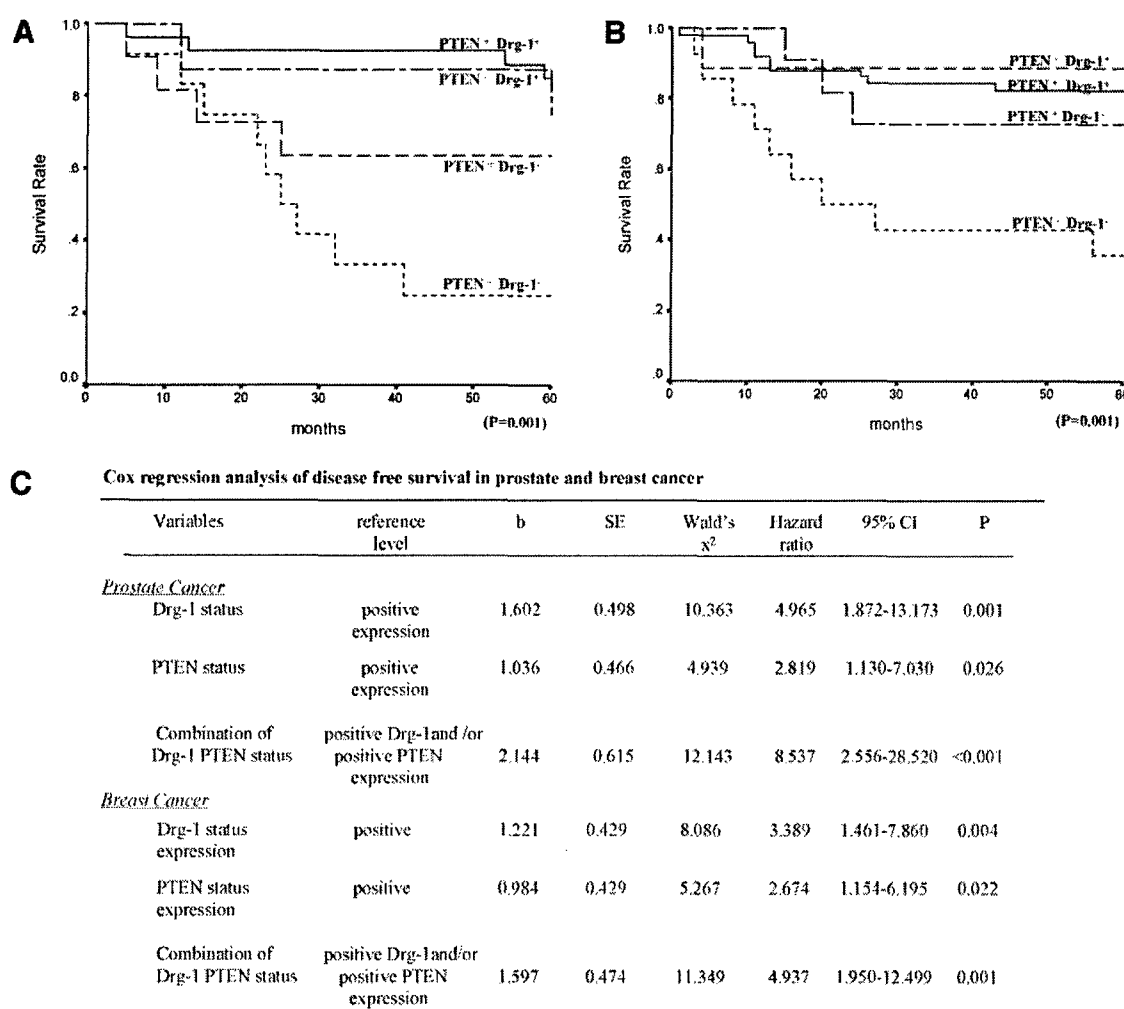 A
1.0
.8
.6
.4
.2
0.0
Survival Rate
PTEN + Drg-1+
PTEN - Drg-1+
PTEN + Drg-1-
PTEN - Drg-1-
0 10 20 30 40 50 60
months
(P=0.001)
B
1.0
.8
.6
.4
.2
.0
Survival Rate
PTEN - Drg-1+
PTEN + Drg-1+
PTEN + Drg-1-
PTEN - Drg-1-
0 10 20 30 40 50
months
(P=0.001)
C
Cox regression analysis of disease free survival in prostate and breast cancer
Variables reference level b SE Wald's x2 Hazard ratio 95% CI P
Prostate Cancer
Drg-1 status positive expression 1.602 0.498 10.363 4.965 1.872-13.173 0.001
PTEN status positive expression 1.036 0.466 4.939 2.819 1.130-7.030 0.026
Combination of Drg-1 PTEN status positive Drg-1and /or positive PTEN expression 2.144 0.615 12.143 8.537 2.556-28.520 <0.001
Breast Cancer
Drg-1 status expression positive 1.221 0.429 8.086 3.389 1.461-7.860 0.004
PTEN status expression positive 0.984 0.429 5.267 2.674 1.154-6.195 0.022
Combination of Drg-1 PTEN status positive Drg-1and/or positive PTEN expression 1.597 0.474 11.349 4.937 1.950-12.499 0.001